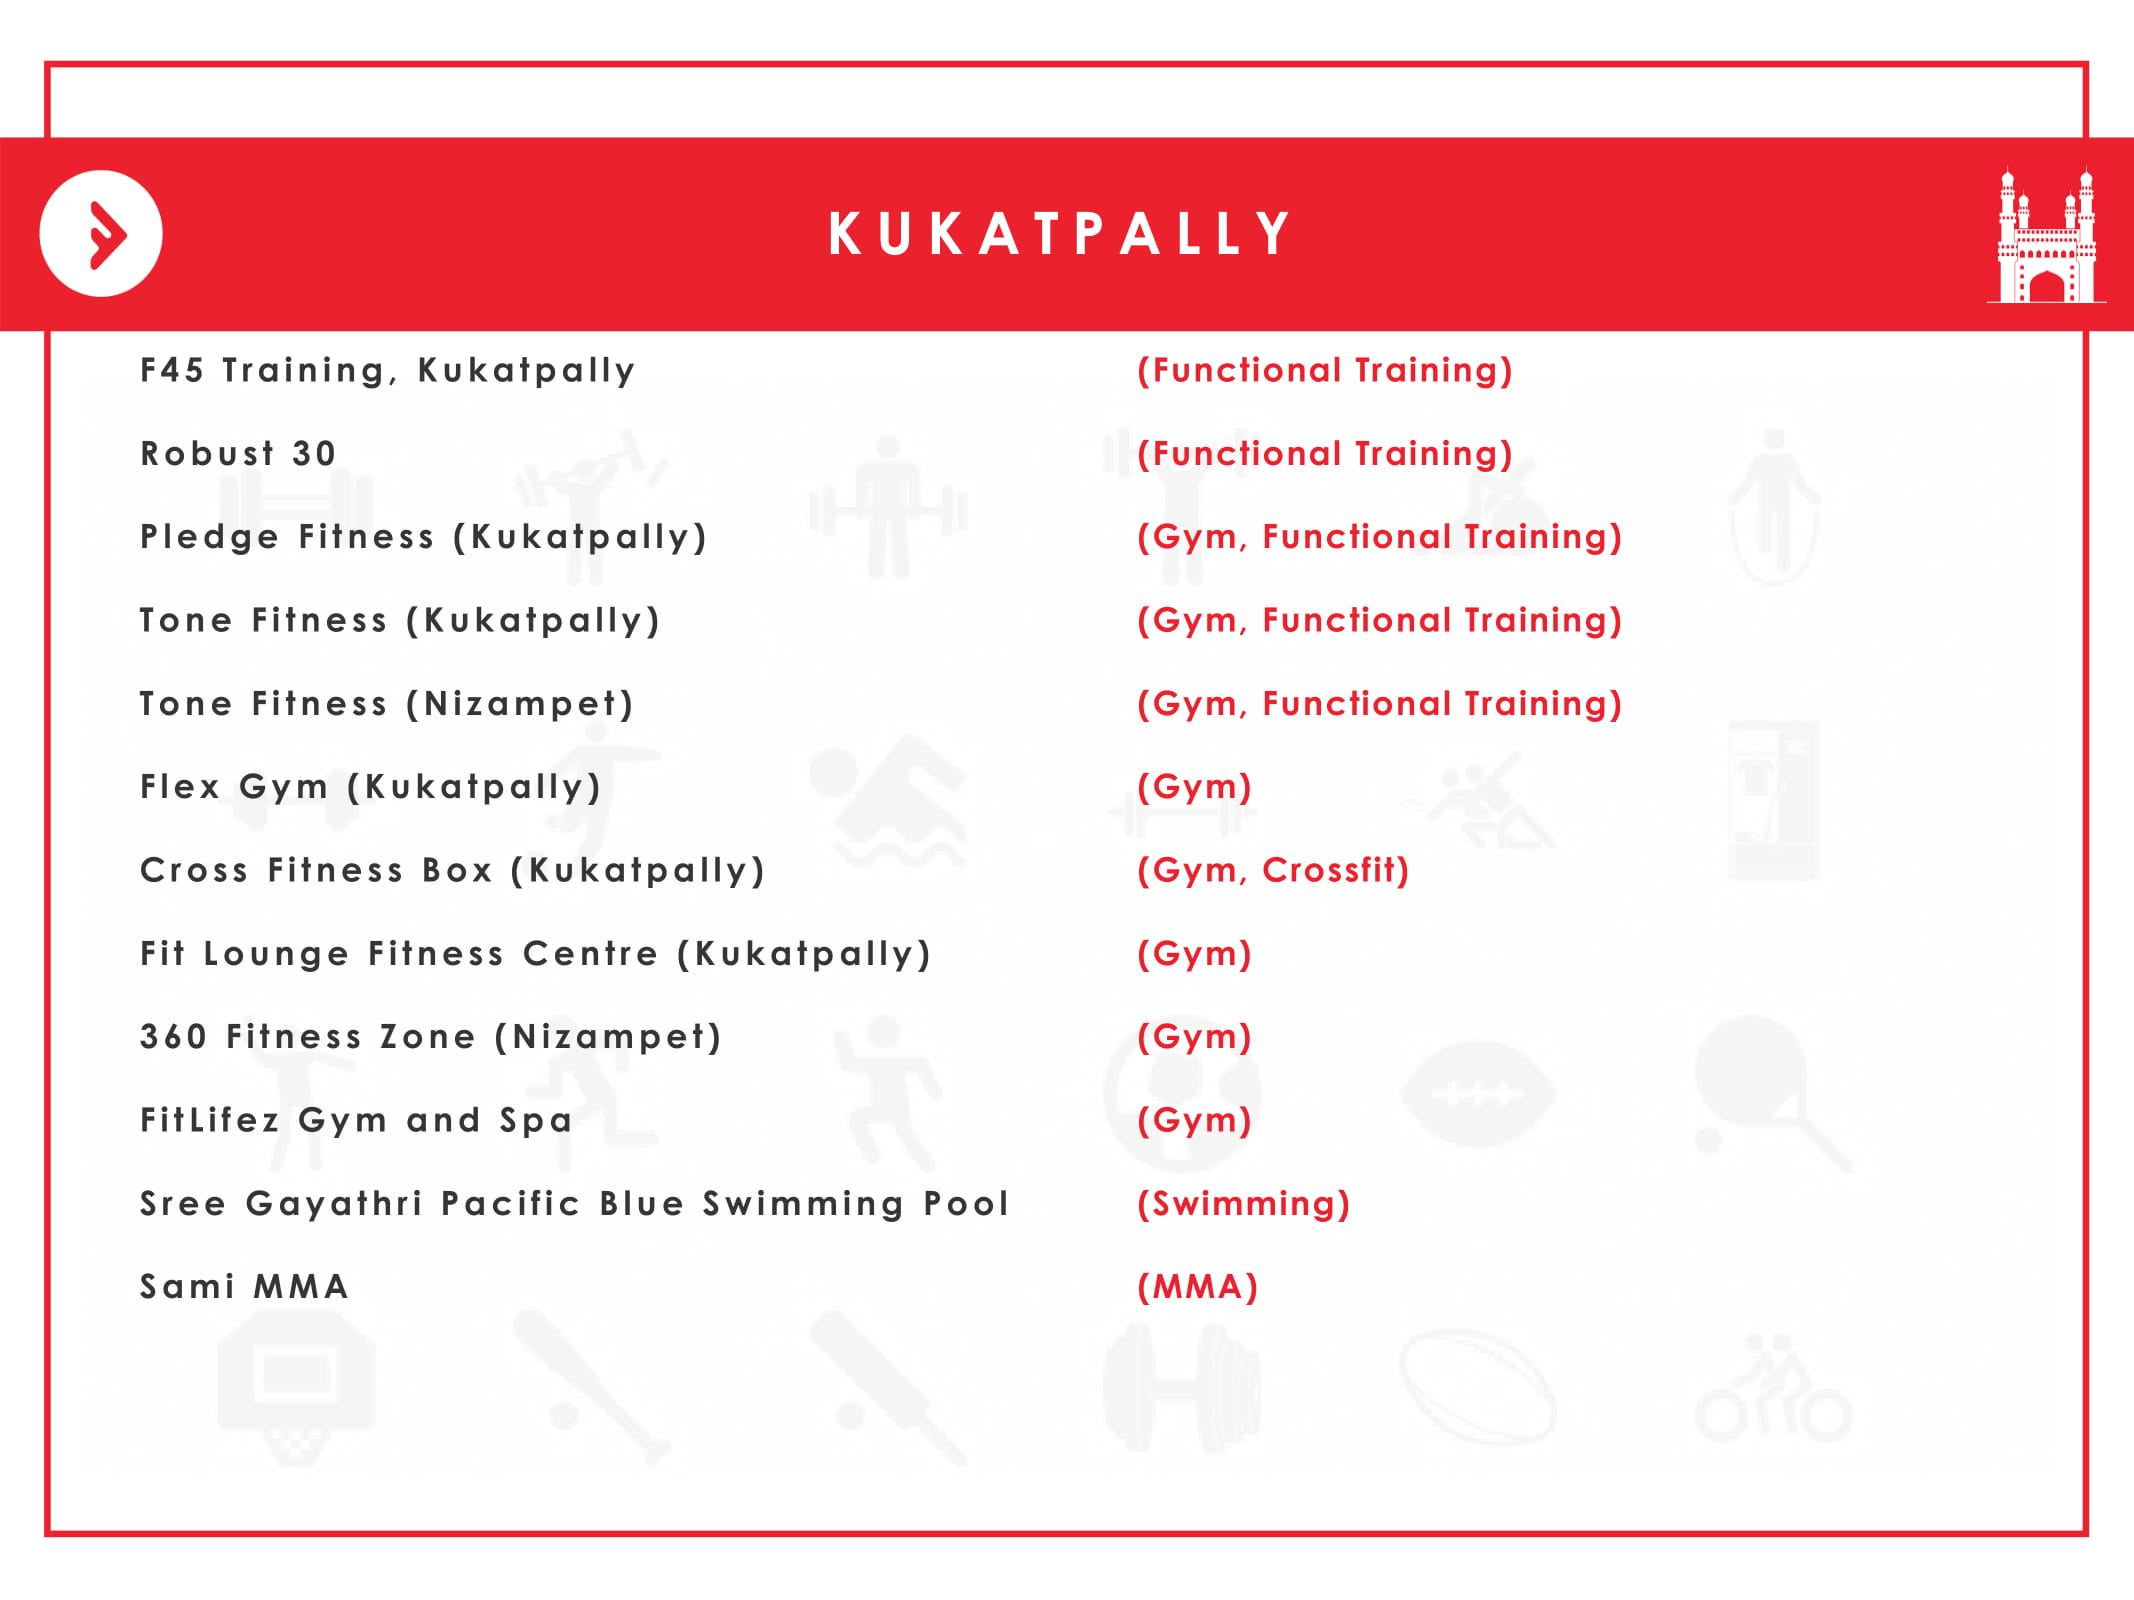 KUKATPALLY
F45 Training, Kukatpally (Functional Training)
Robust 30 (Functional Training)
Pledge Fitness (Kukatpally) (Gym, Functional Training)
Tone Fitness (Kukatpally) (Gym, Functional Training)
Tone Fitness (Nizampet) (Gym, Functional Training)
Flex Gym (Kukatpally) (Gym)
Cross Fitness Box (Kukatpally) (Gym, Crossfit)
Fit Lounge Fitness Centre (Kukatpally) (Gym)
360 Fitness Zone (Nizampet) (Gym)
FitLifez Gym and Spa (Gym)
Sree Gayathri Pacific Blue Swimming Pool (Swimming)
Sami MMA (MMA)